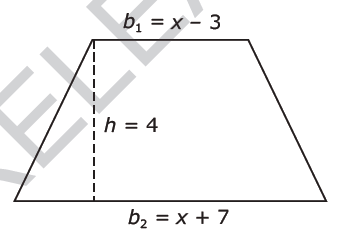 b₁ = x – 3
h = 4
b₂ = x + 7